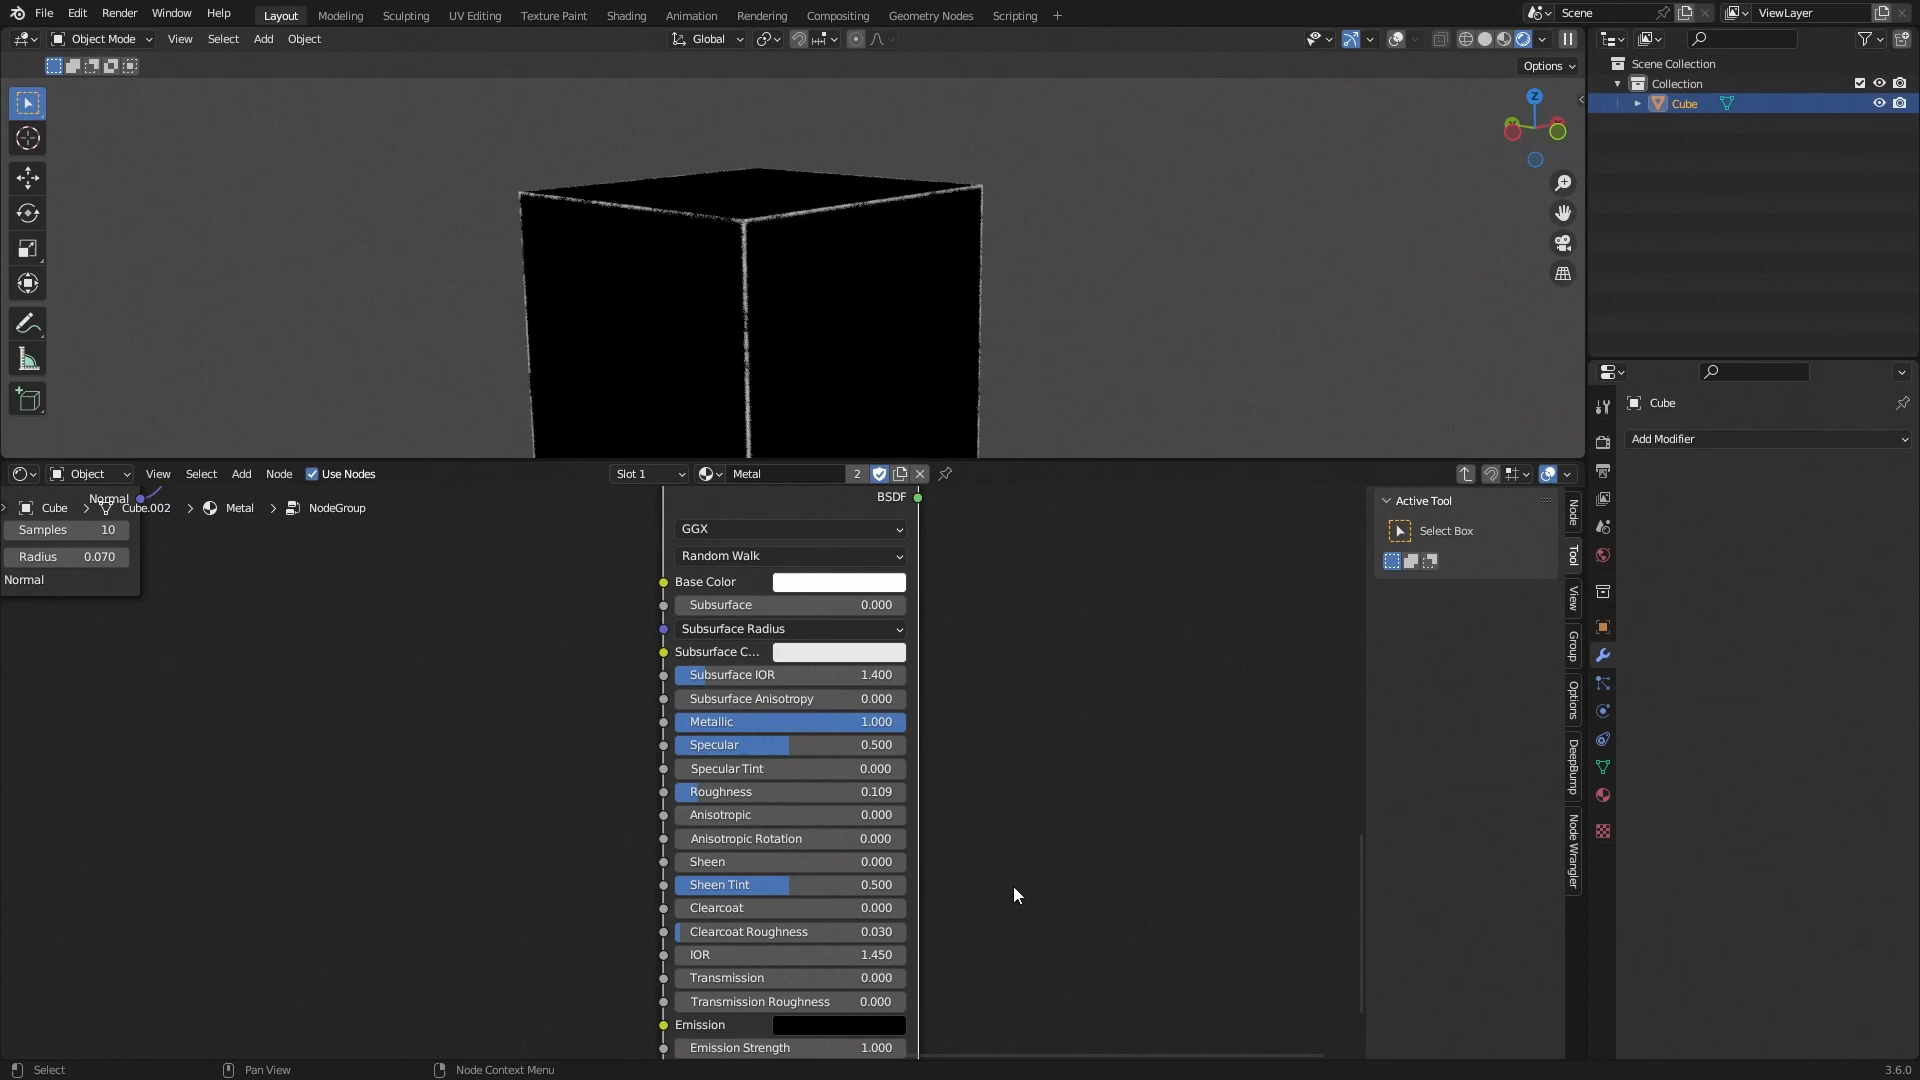 File Edit Render Window Help Layout Modeling Sculpting UV Editing Texture Paint Shading Animation Rendering Compositing Geometry Nodes Scripting + Scene ViewLayer
Object Mode View Select Add Object Global
Options
Scene Collection
Collection
Cube
Z
Cube
Add Modifier
Object View Select Add Node Use Nodes Slot 1 Metal 2
Normal
Cube Cube.002 Metal NodeGroup
Samples 10
Radius 0.070
Normal
BSDF
GGX
Random Walk
Base Color
Subsurface 0.000
Subsurface Radius
Subsurface C...
Subsurface IOR 1.400
Subsurface Anisotropy 0.000
Metallic 1.000
Specular 0.500
Specular Tint 0.000
Roughness 0.109
Anisotropic 0.000
Anisotropic Rotation 0.000
Sheen 0.000
Sheen Tint 0.500
Clearcoat 0.000
Clearcoat Roughness 0.030
IOR 1.450
Transmission 0.000
Transmission Roughness 0.000
Emission
Emission Strength 1.000
Active Tool
Select Box
Node
Tool
View
Group
Options
DeepBump
Node Wrangler
Select Pan View Node Context Menu 3.6.0